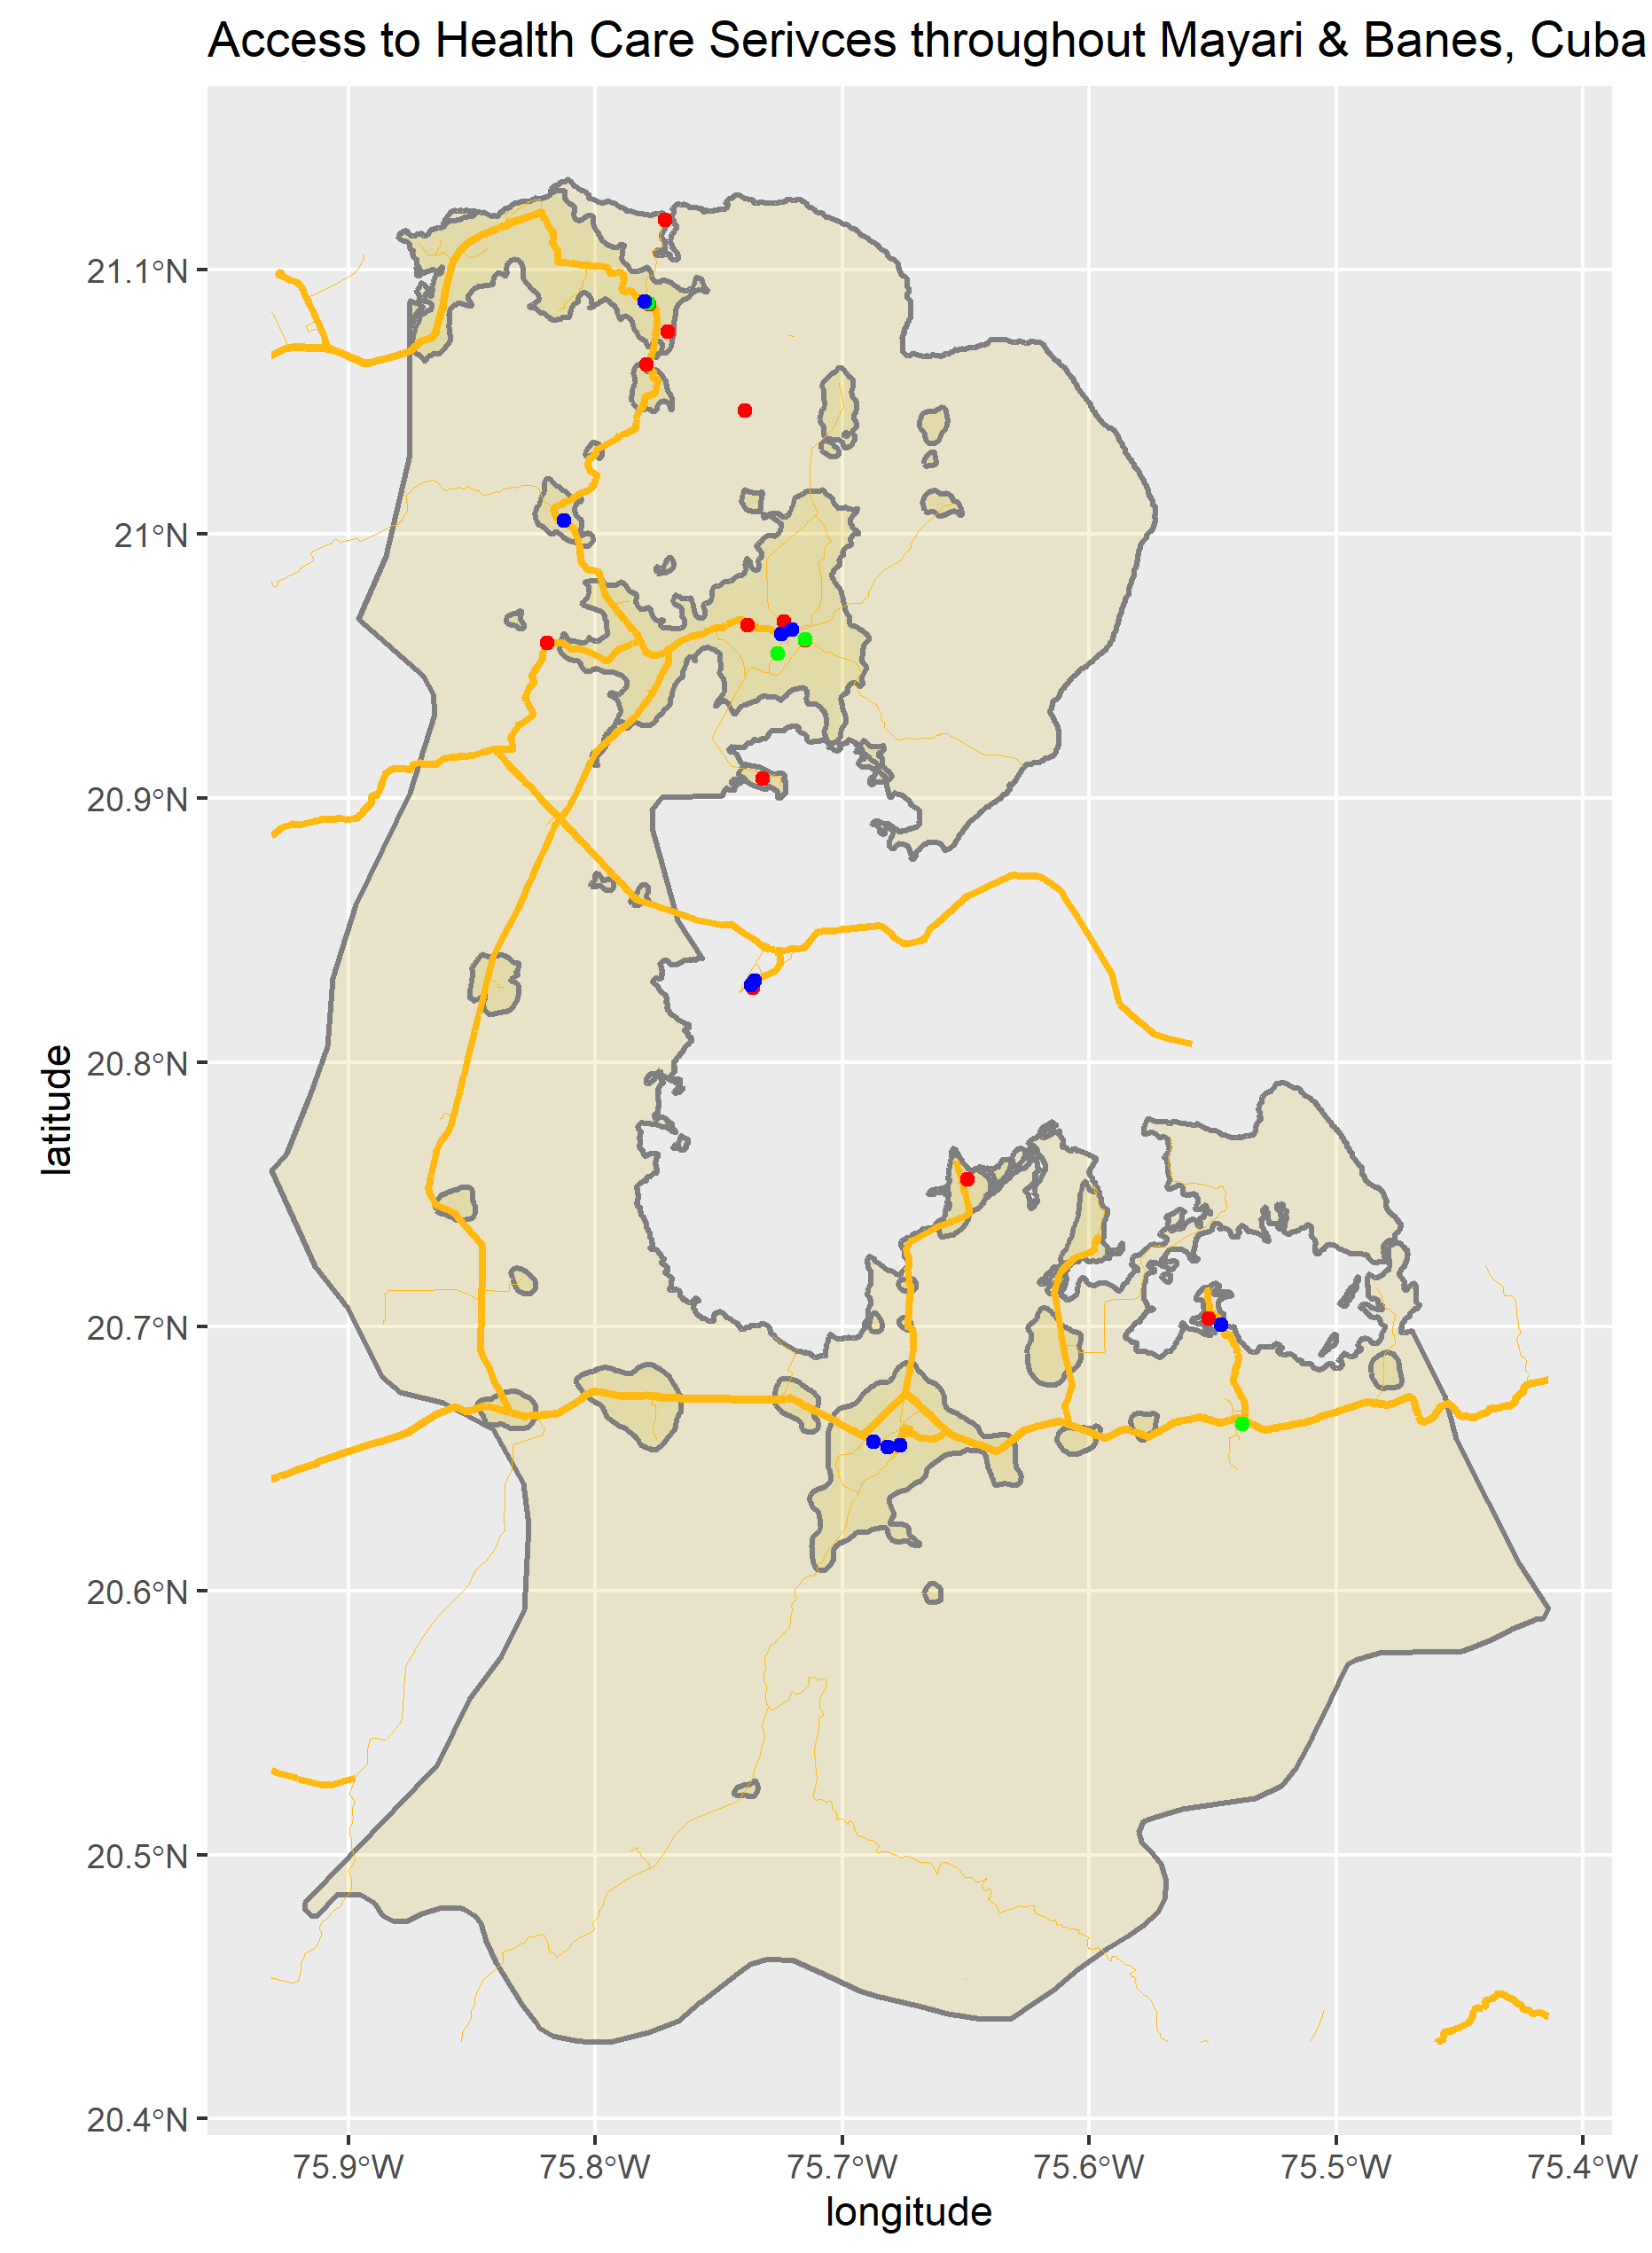 Access to Health Care Serivces throughout Mayari & Banes, Cuba
21.1°N
21°N
20.9°N
20.8°N
20.7°N
20.6°N
20.5°N
20.4°N
latitude
75.9°W 75.8°W 75.7°W 75.6°W 75.5°W 75.4°W
longitude